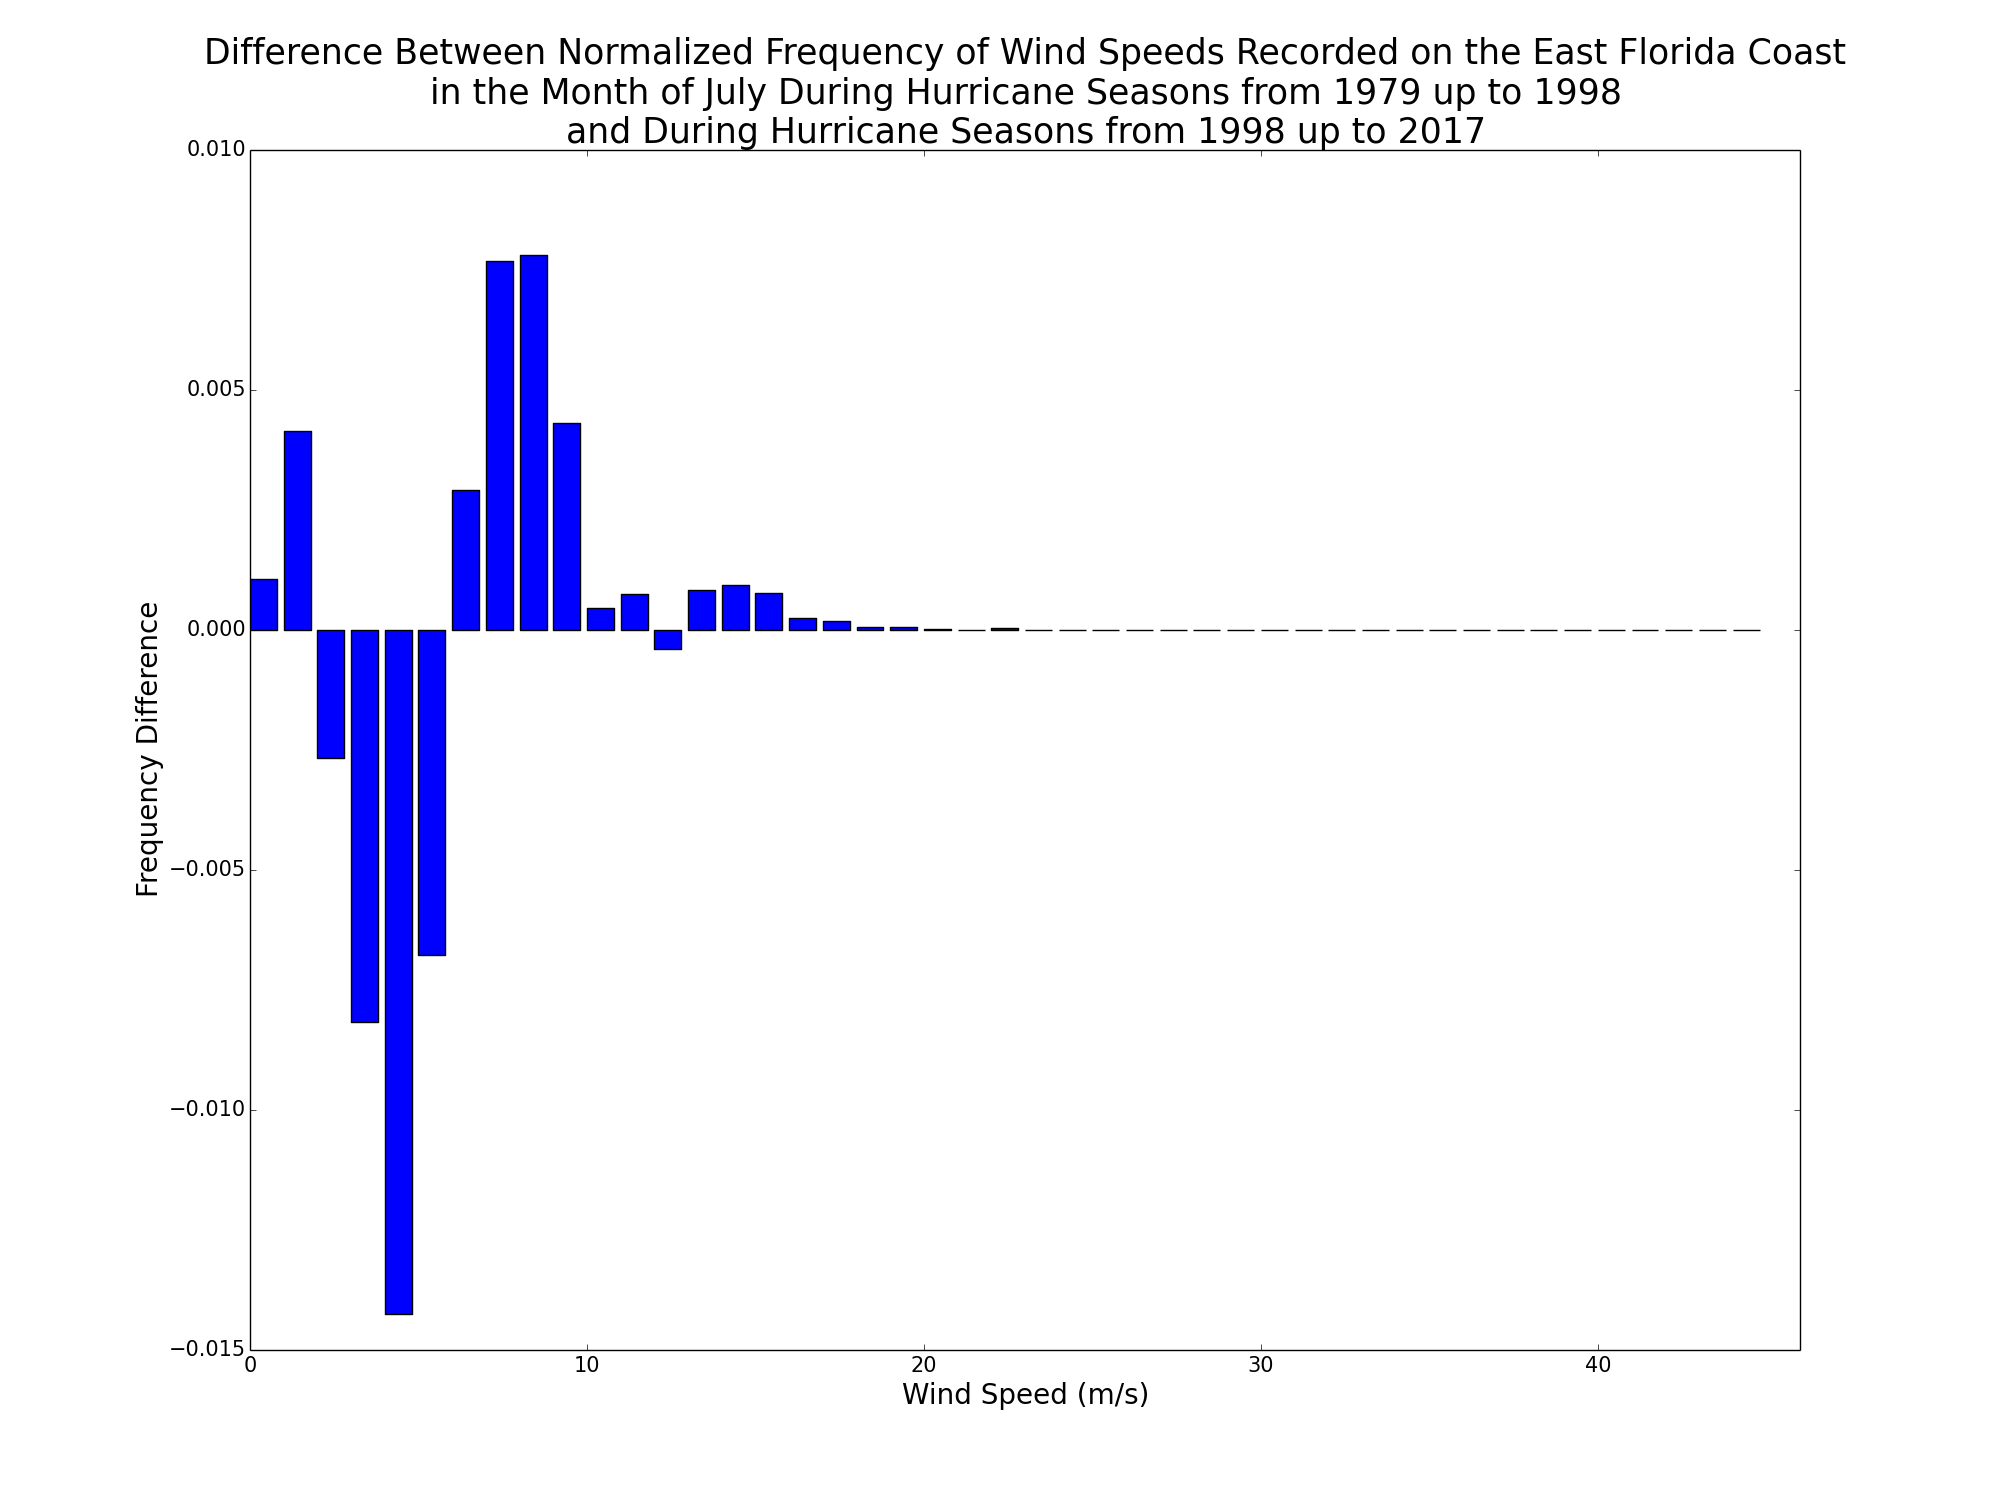 Difference Between Normalized Frequency of Wind Speeds Recorded on the East Florida Coast
in the Month of July During Hurricane Seasons from 1979 up to 1998
and During Hurricane Seasons from 1998 up to 2017
0.010
0.005
0.000
−0.005
−0.010
−0.015
Frequency Difference
0 10 20 30 40
Wind Speed (m/s)